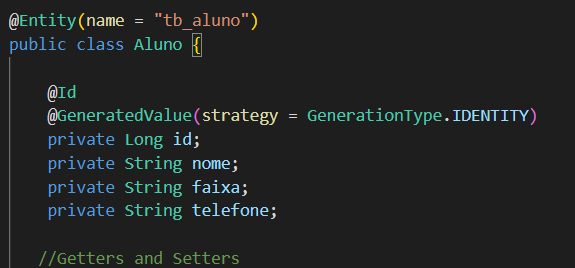 @Entity(name = "tb_aluno")
public class Aluno {
@Id
@GeneratedValue(strategy = GenerationType.IDENTITY)
private Long id;
private String nome;
private String faixa;
private String telefone;
//Getters and Setters